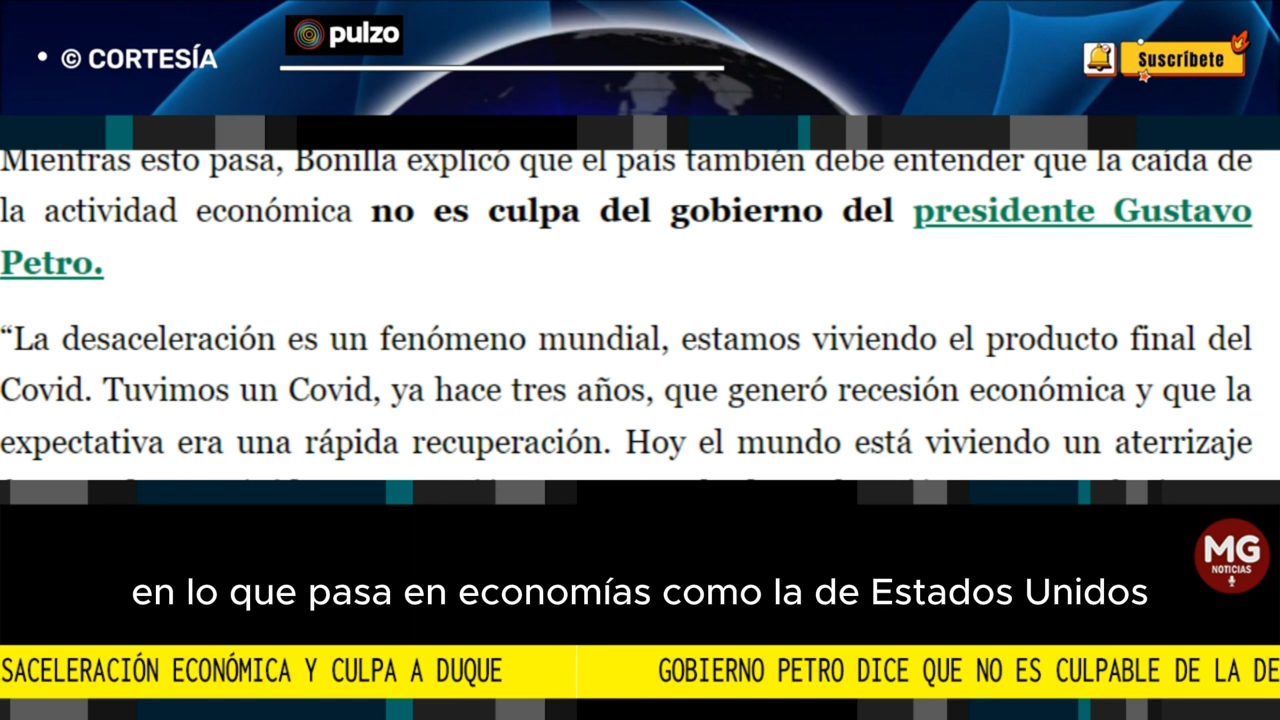 • © CORTESÍA
pulzo
Suscríbete
Mientras esto pasa, Bonilla explicó que el país también debe entender que la caída de
la actividad económica no es culpa del gobierno del presidente Gustavo
Petro.
“La desaceleración es un fenómeno mundial, estamos viviendo el producto final del
Covid. Tuvimos un Covid, ya hace tres años, que generó recesión económica y que la
expectativa era una rápida recuperación. Hoy el mundo está viviendo un aterrizaje
MG
NOTICIAS
en lo que pasa en economías como la de Estados Unidos
SACELERACIÓN ECONÓMICA Y CULPA A DUQUE GOBIERNO PETRO DICE QUE NO ES CULPABLE DE LA DE